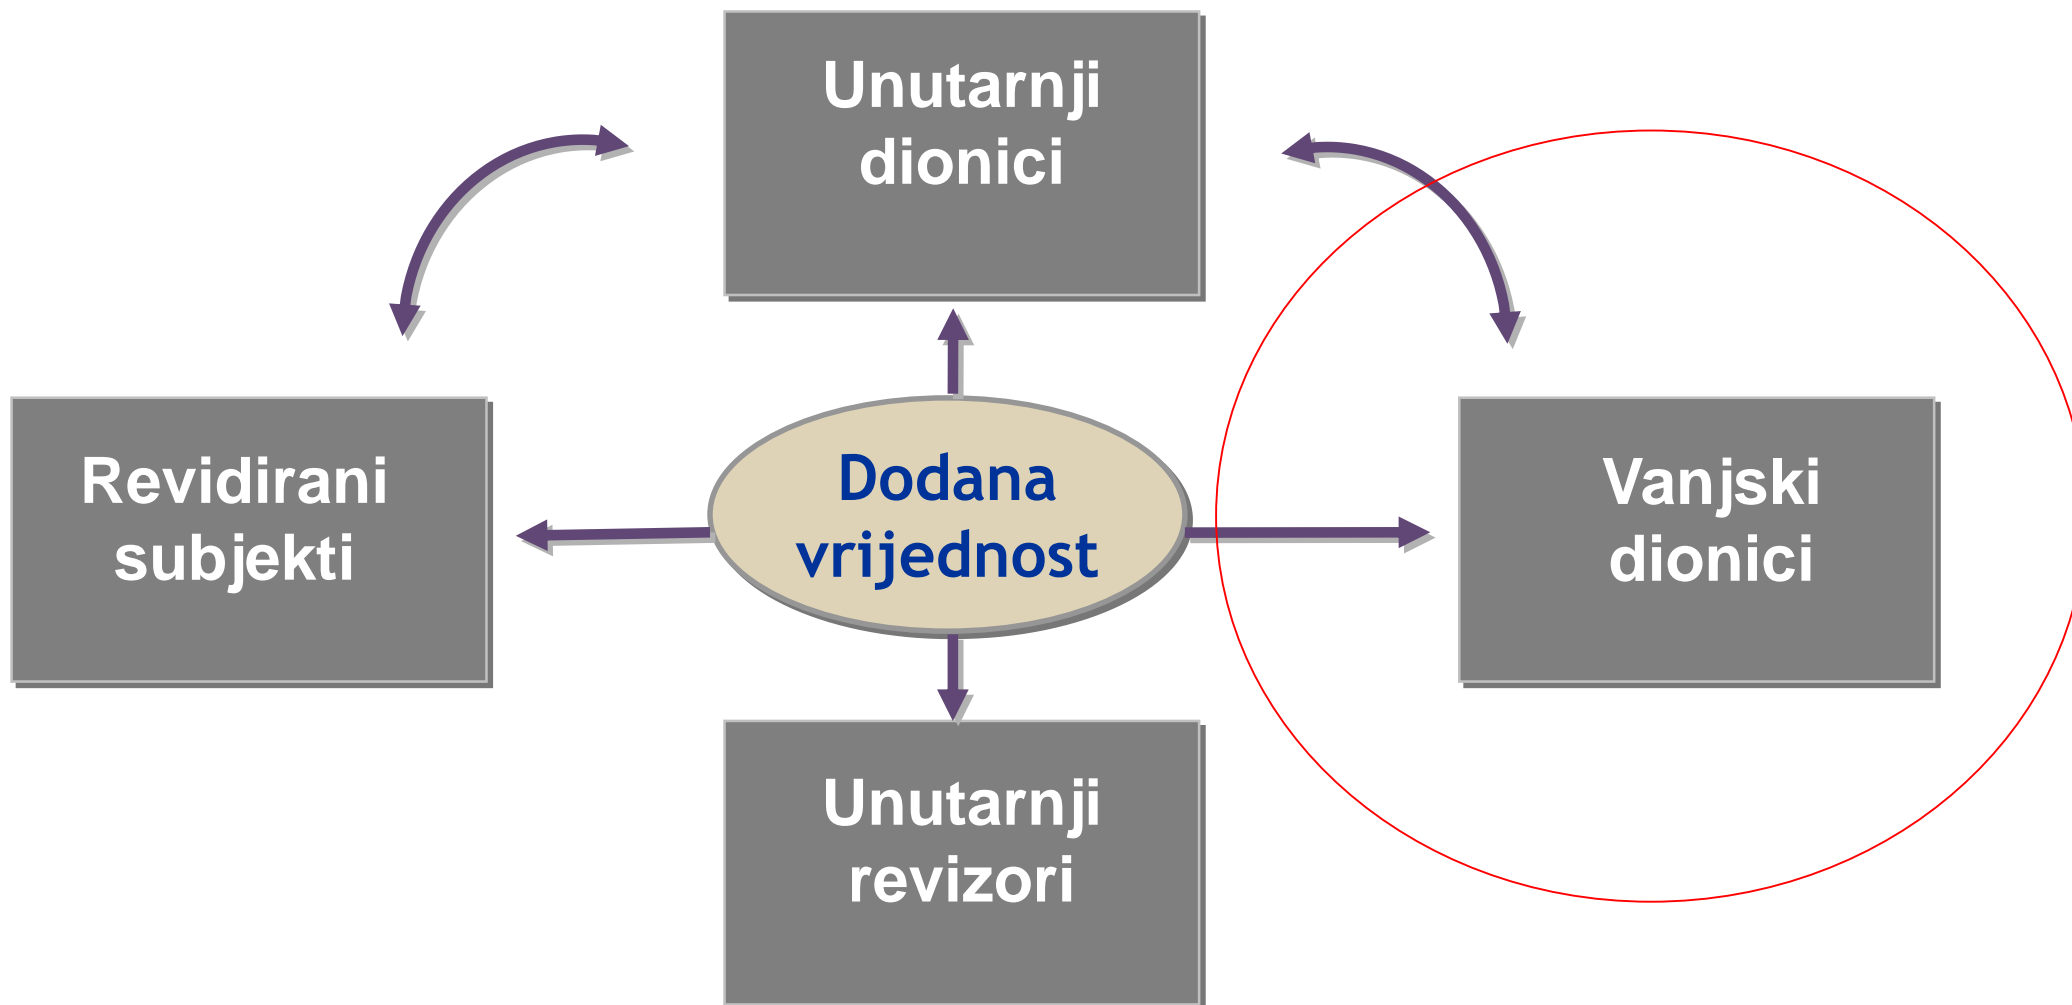 Unutarnji
dionici
Revidirani
subjekti
Dodana
vrijednost
Vanjski
dionici
Unutarnji
revizori